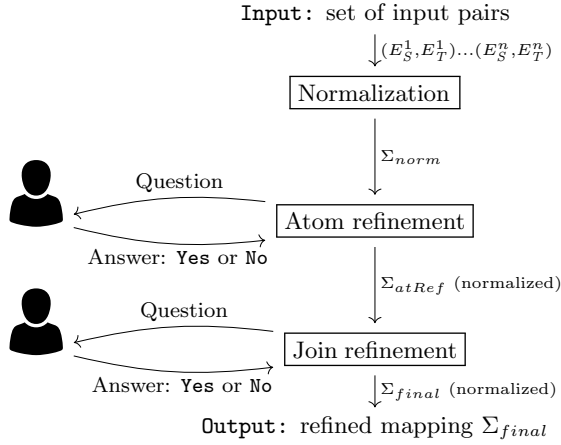 Input: set of input pairs
(E_S^1,E_T^1)...(E_S^n,E_T^n)
Normalization
Σ_norm
Question
Atom refinement
Answer: Yes or No
Σ_atRef (normalized)
Question
Join refinement
Answer: Yes or No
Σ_final (normalized)
Output: refined mapping Σ_final